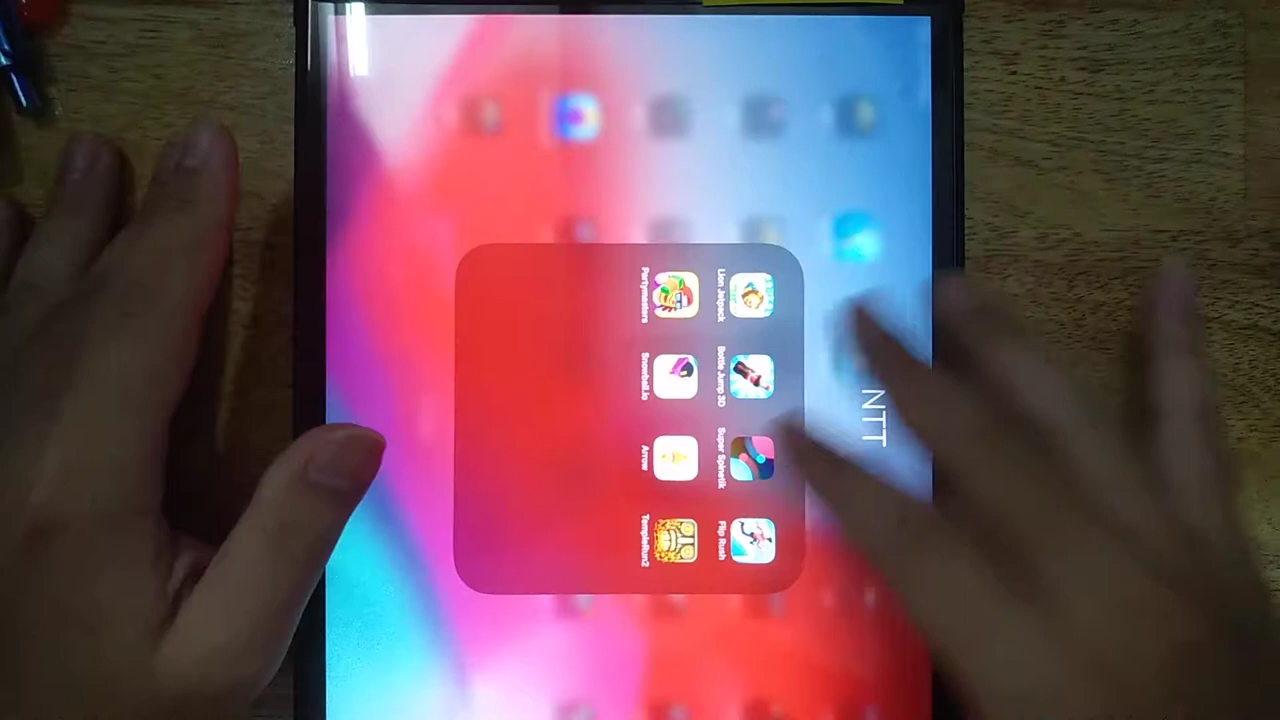 NTT
Lion Jetpack
Bottle Jump 3D
Super Spinetik
Flip Rush
Partymasters
Snowball.io
Arrow
TempleRun2